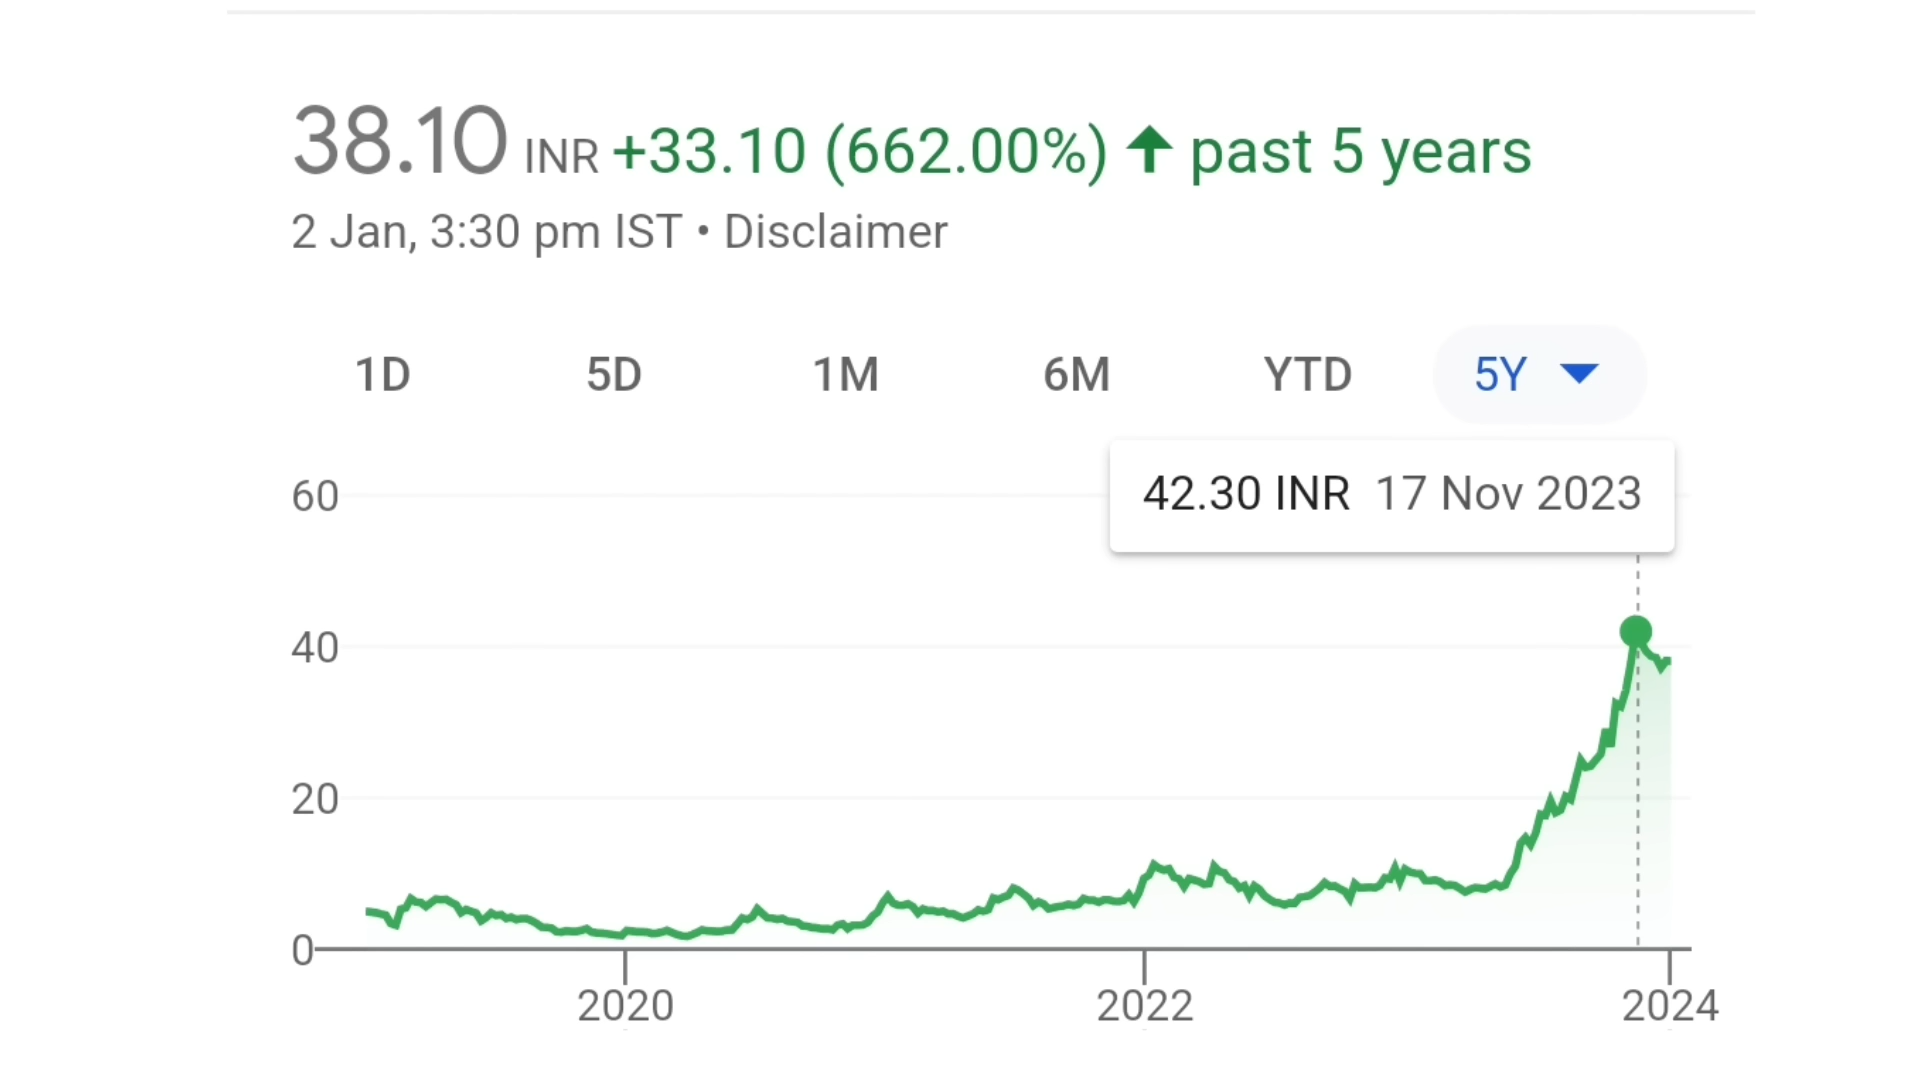 38.10 INR +33.10 (662.00%) ↑ past 5 years
2 Jan, 3:30 pm IST • Disclaimer
1D 5D 1M 6M YTD 5Y
42.30 INR 17 Nov 2023
60
40
20
0
2020 2022 2024